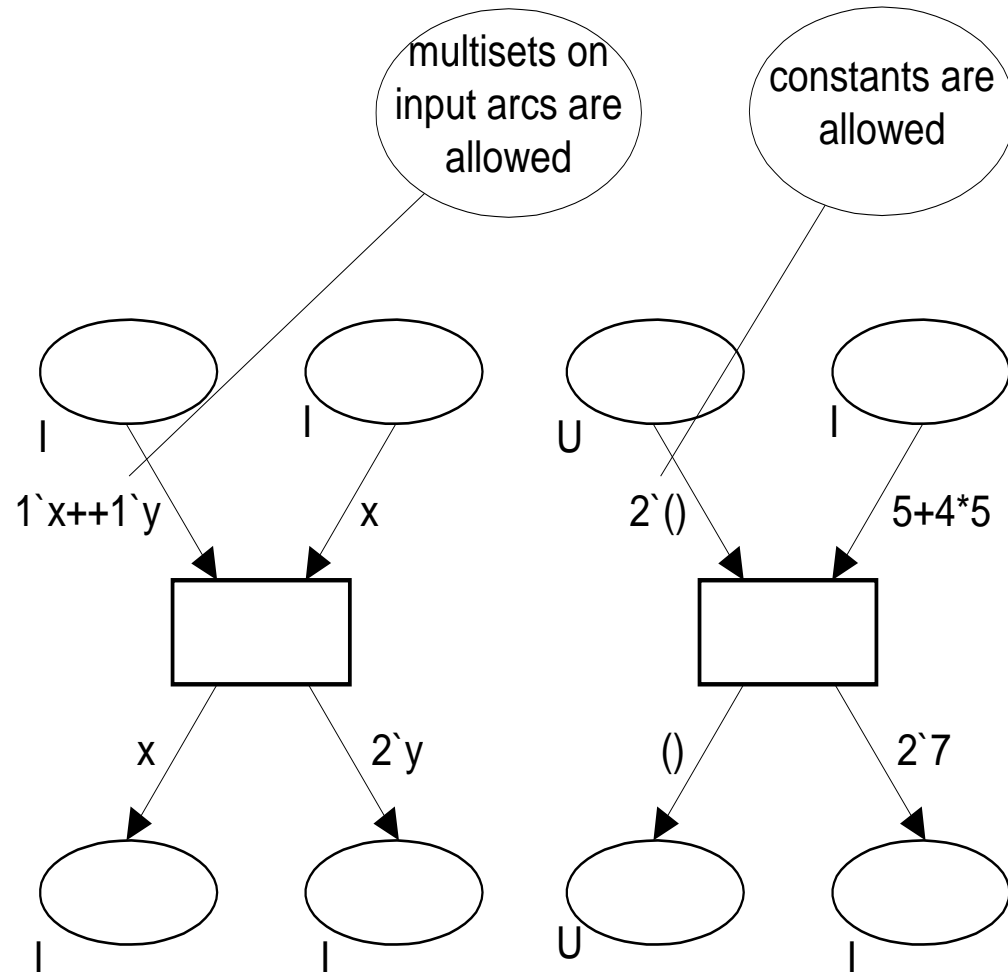 multisets on
input arcs are
allowed
constants are
allowed
I
I
U
I
1`x++1`y
x
2`()
5+4*5
x
2`y
()
2`7
I
I
U
I